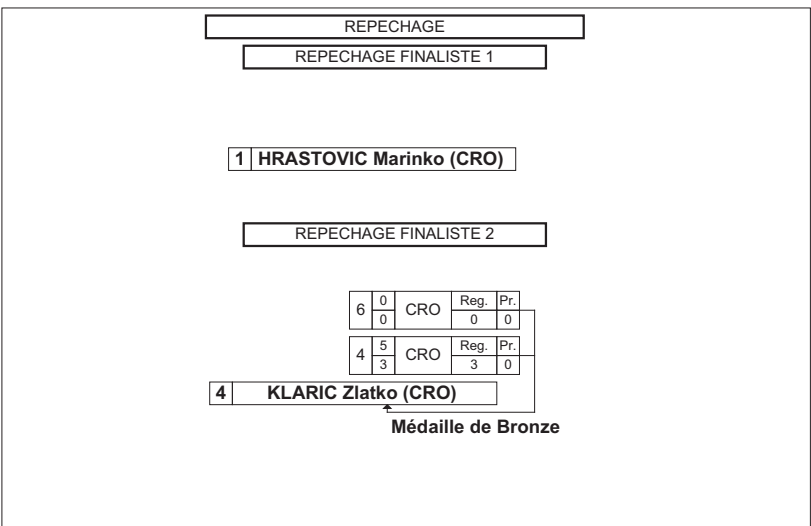 REPECHAGE
REPECHAGE FINALISTE 1
1 HRASTOVIC Marinko (CRO)
REPECHAGE FINALISTE 2
6 0 CRO Reg. Pr.
0 0 0
4 5 CRO Reg. Pr.
3 3 0
4 KLARIC Zlatko (CRO)
Médaille de Bronze